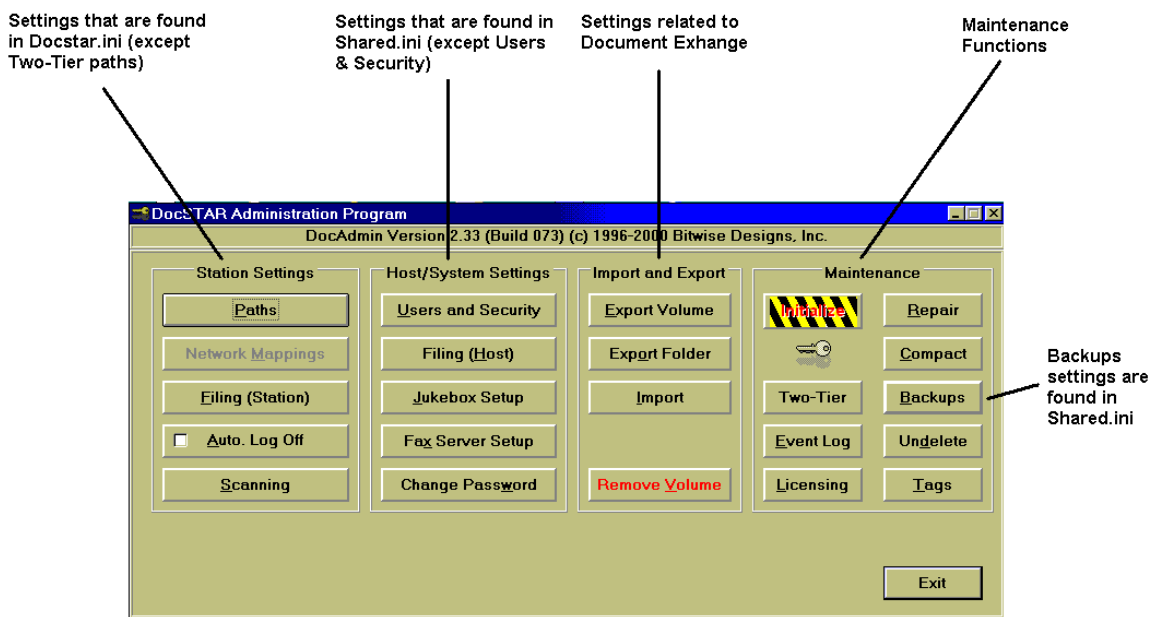 Settings that are found
in Docstar.ini (except
Two-Tier paths)
Settings that are found in
Shared.ini (except Users
& Security)
Settings related to
Document Exhange
Maintenance
Functions
DocSTAR Administration Program
DocAdmin Version 2.33 (Build 073) (c) 1996-2000 Bitwise Designs, Inc.
Station Settings
Paths
Network Mappings
Filing (Station)
Auto. Log Off
Scanning
Host/System Settings
Users and Security
Filing (Host)
Jukebox Setup
Fax Server Setup
Change Password
Import and Export
Export Volume
Export Folder
Import
Remove Volume
Maintenance
Initialize
Repair
Compact
Two-Tier
Backups
Event Log
Undelete
Licensing
Tags
Backups
settings are
found in
Shared.ini
Exit